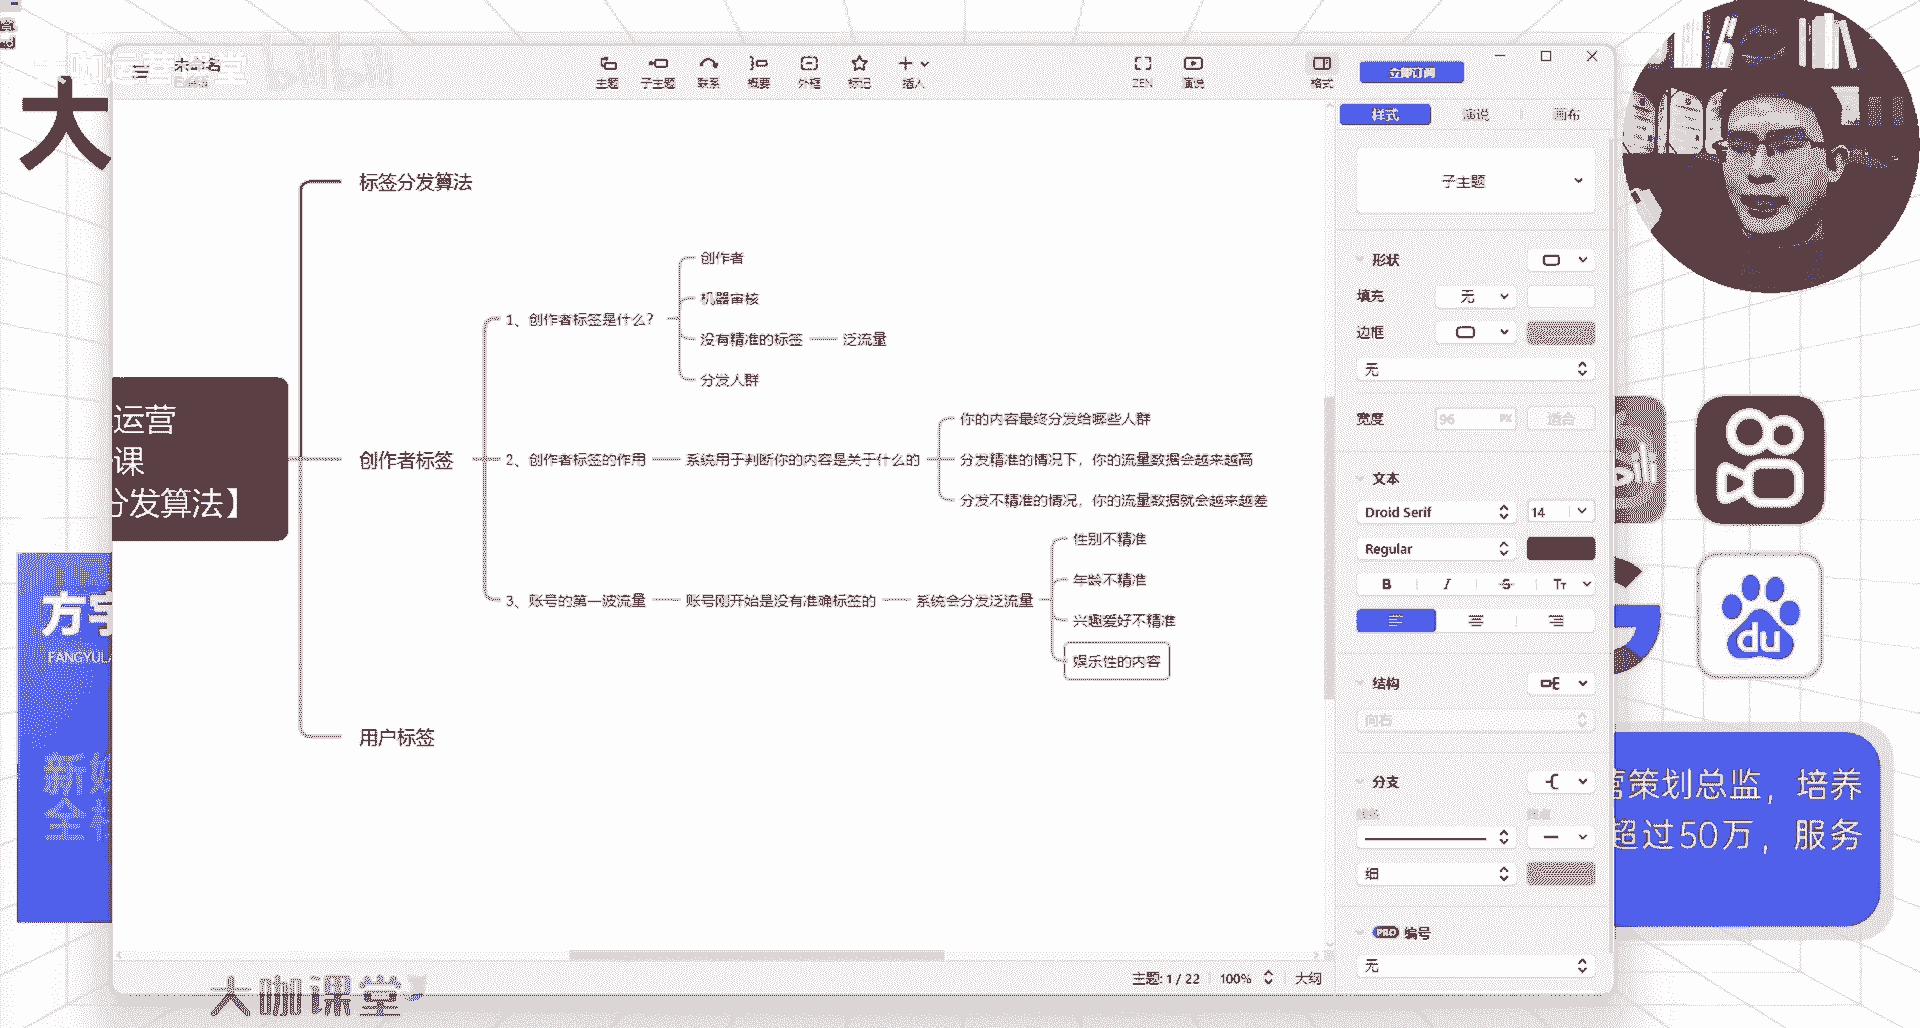 大咖运营课堂 bilibili
未命名
主题
子主题
联系
概要
外框
标记
插入
ZEN
演说
格式
立即订阅
大
样式
演说
画布
标签分发算法
子主题
创作者
机器审核
1、创作者标签是什么?
没有精准的标签
泛流量
分发人群
形状
填充
无
边框
无
运营
课
分发算法】
创作者标签
2、创作者标签的作用
系统用于判断你的内容是关于什么的
你的内容最终分发给哪些人群
分发精准的情况下，你的流量数据会越来越高
分发不精准的情况，你的流量数据就会越来越差
宽度
96
PX
适合
文本
Droid Serif
14
Regular
B
I
S
Tт
性别不精准
年龄不精准
3、账号的第一波流量
账号刚开始是没有准确标签的
系统会分发泛流量
兴趣爱好不精准
娱乐性的内容
结构
向右
用户标签
分支
细
PRO 编号
无
主题: 1 / 22
100%
大纲
方
FANGYUL
新
全
du
营策划总监，培养
超过50万，服务
大咖课堂